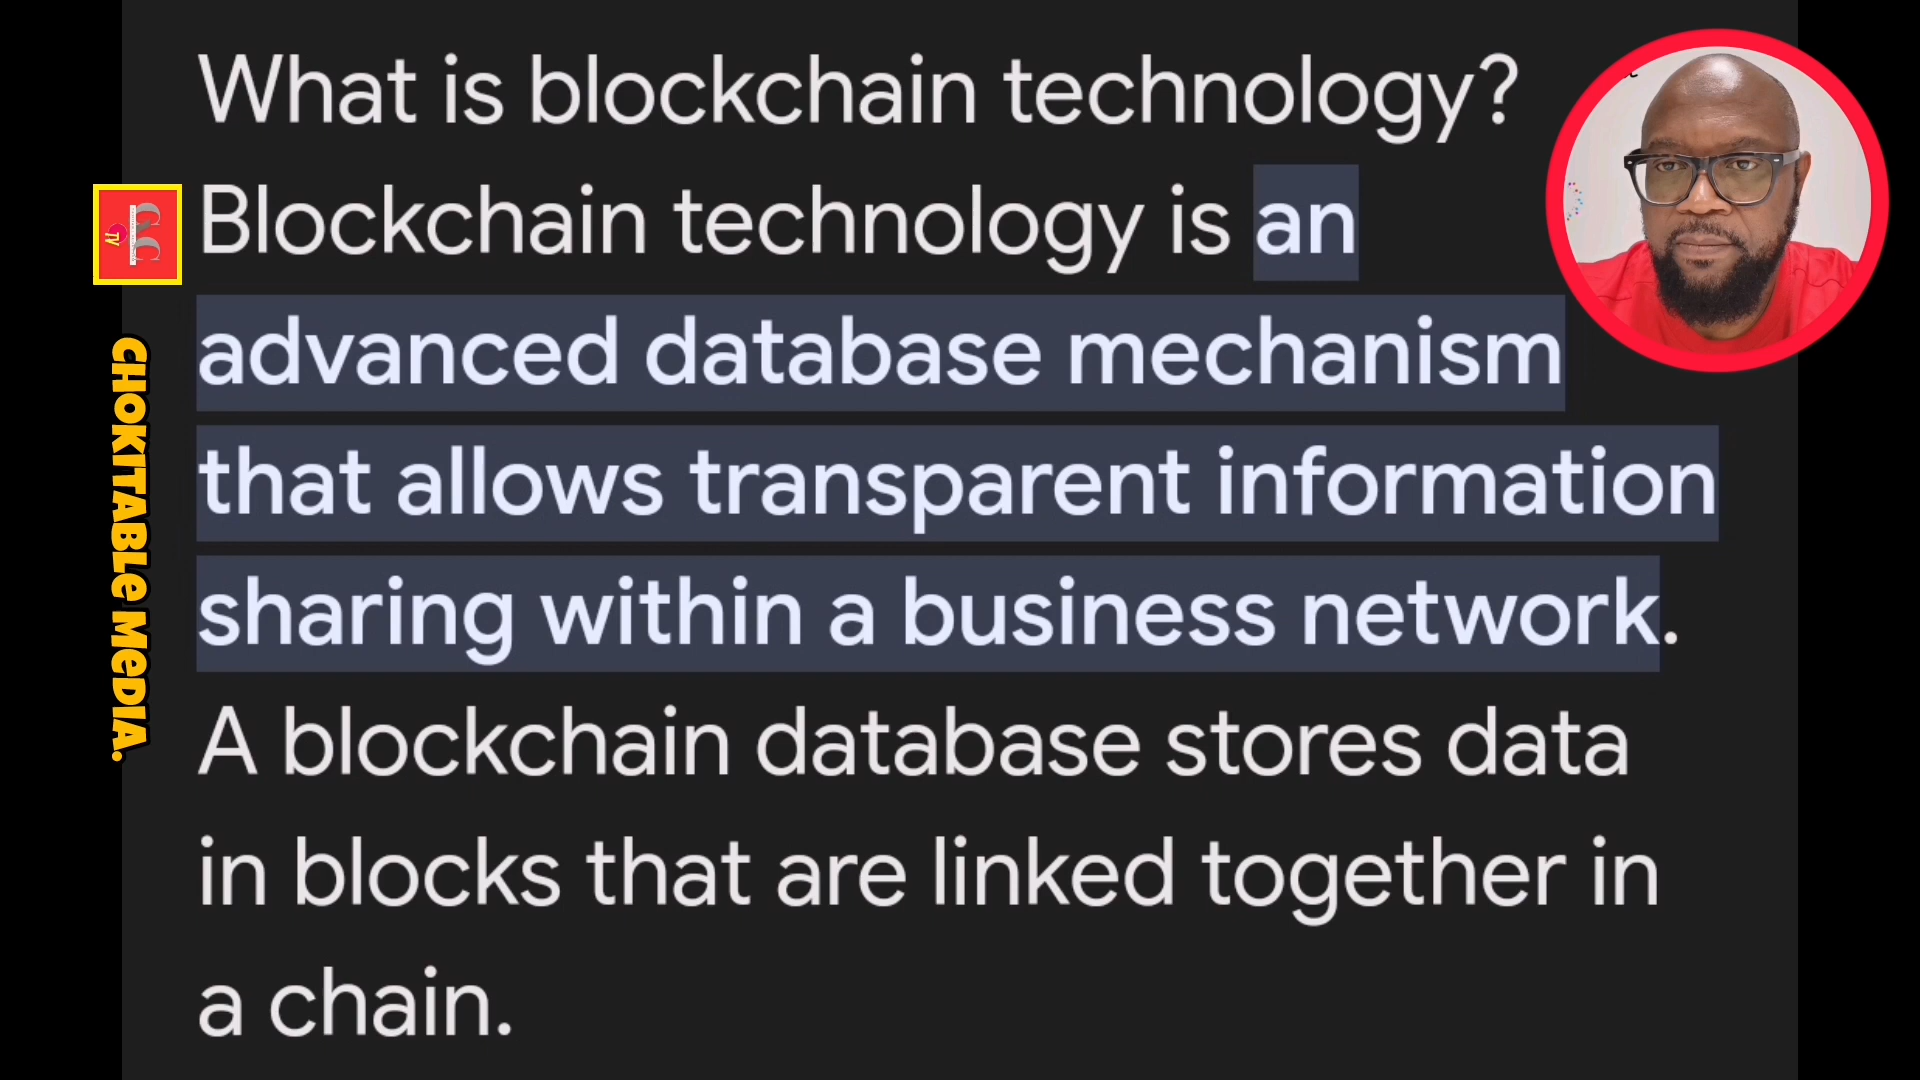 What is blockchain technology?
Blockchain technology is an
advanced database mechanism
that allows transparent information
sharing within a business network.
A blockchain database stores data
in blocks that are linked together in
a chain.
TV
CHOKITABLE MEDIA.